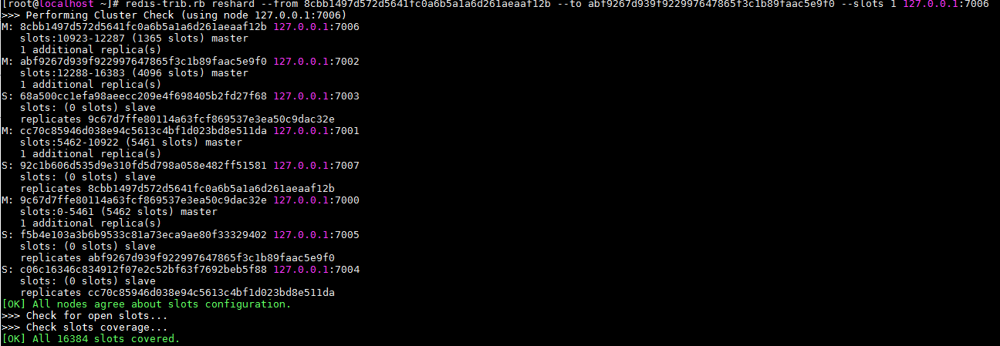 [root@localhost ~]# redis-trib.rb reshard --from 8cbb1497d572d5641fc0a6b5a1a6d261aeaaf12b --to abf9267d939f922997647865f3c1b89faac5e9f0 --slots 1 127.0.0.1:7006
>>> Performing Cluster Check (using node 127.0.0.1:7006)
M: 8cbb1497d572d5641fc0a6b5a1a6d261aeaaf12b 127.0.0.1:7006
slots:10923-12287 (1365 slots) master
1 additional replica(s)
M: abf9267d939f922997647865f3c1b89faac5e9f0 127.0.0.1:7002
slots:12288-16383 (4096 slots) master
1 additional replica(s)
S: 68a500cc1efa98aeecc209e4f698405b2fd27f68 127.0.0.1:7003
slots: (0 slots) slave
replicates 9c67d7ffe80114a63fcf869537e3ea50c9dac32e
M: cc70c85946d038e94c5613c4bf1d023bd8e511da 127.0.0.1:7001
slots:5462-10922 (5461 slots) master
1 additional replica(s)
S: 92c1b606d535d9e310fd5d798a058e482ff51581 127.0.0.1:7007
slots: (0 slots) slave
replicates 8cbb1497d572d5641fc0a6b5a1a6d261aeaaf12b
M: 9c67d7ffe80114a63fcf869537e3ea50c9dac32e 127.0.0.1:7000
slots:0-5461 (5462 slots) master
1 additional replica(s)
S: f5b4e103a3b6b9533c81a73eca9ae80f33329402 127.0.0.1:7005
slots: (0 slots) slave
replicates abf9267d939f922997647865f3c1b89faac5e9f0
S: c06c16346c834912f07e2c52bf63f7692beb5f88 127.0.0.1:7004
slots: (0 slots) slave
replicates cc70c85946d038e94c5613c4bf1d023bd8e511da
[OK] All nodes agree about slots configuration.
>>> Check for open slots...
>>> Check slots coverage...
[OK] All 16384 slots covered.